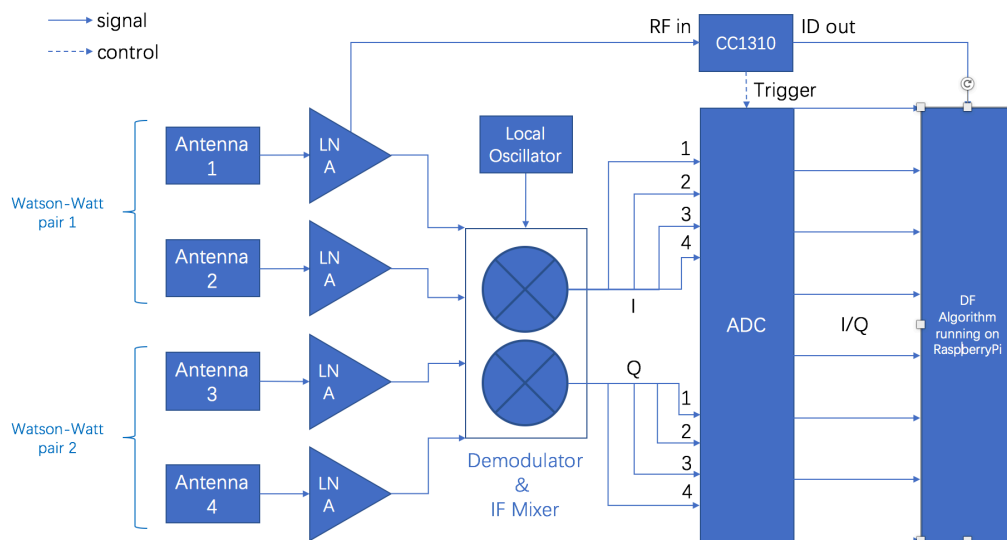 signal
control
RF in
CC1310
ID out
Trigger
Watson-Watt
pair 1
Antenna
1
LN
A
Antenna
2
LN
A
Local
Oscillator
1
2
3
4
I
ADC
I/Q
DF
Algorithm
running on
RaspberryPi
Watson-Watt
pair 2
Antenna
3
LN
A
Antenna
4
LN
A
Q
1
2
3
4
Demodulator
&
IF Mixer